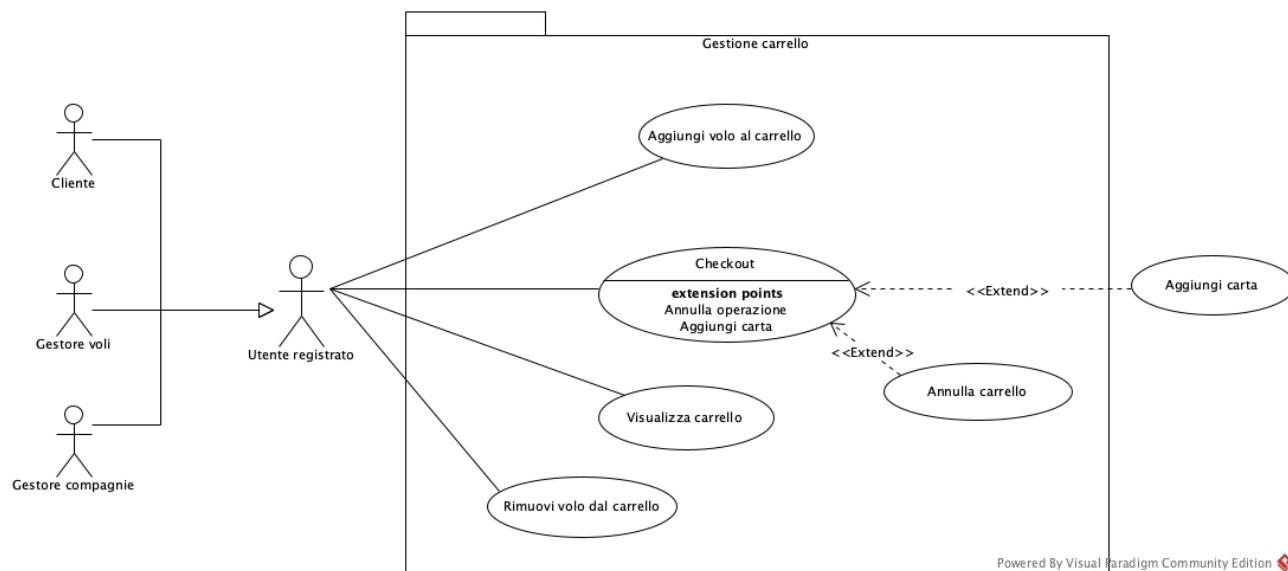 Gestione carrello
Aggiungi volo al carrello
Cliente
Checkout
extension points
Annulla operazione
Aggiungi carta
<<Extend>>
Aggiungi carta
Gestore voli
Utente registrato
<<Extend>>
Annulla carrello
Visualizza carrello
Gestore compagnie
Rimuovi volo dal carrello
Powered By Visual Paradigm Community Edition